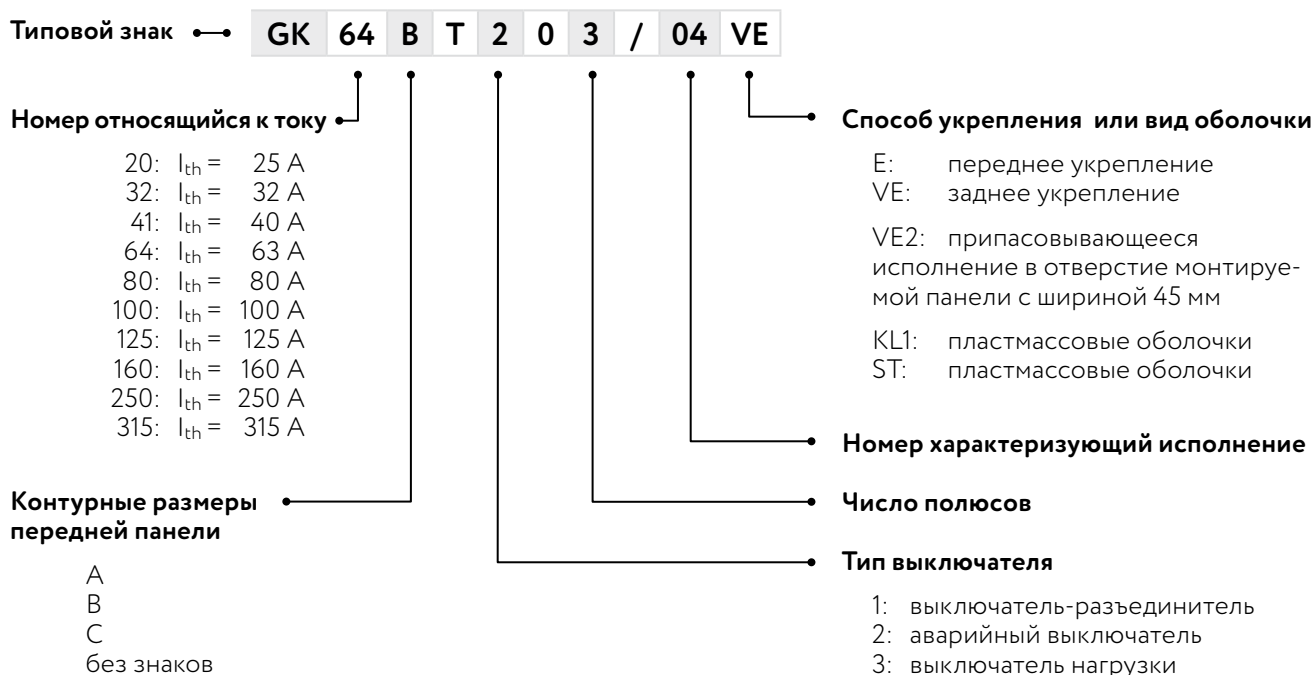 Типовой знак GK 64 B T 2 0 3 / 04 VE
Номер относящийся к току
20: Ith = 25 A
32: Ith = 32 A
41: Ith = 40 A
64: Ith = 63 A
80: Ith = 80 A
100: Ith = 100 A
125: Ith = 125 A
160: Ith = 160 A
250: Ith = 250 A
315: Ith = 315 A
Контурные размеры
передней панели
A
B
C
без знаков
Способ укрепления или вид оболочки
E: переднее укрепление
VE: заднее укрепление
VE2: припасовывающееся
исполнение в отверстие монтируе-
мой панели с шириной 45 мм
KL1: пластмассовые оболочки
ST: пластмассовые оболочки
Номер характеризующий исполнение
Число полюсов
Тип выключателя
1: выключатель-разъединитель
2: аварийный выключатель
3: выключатель нагрузки